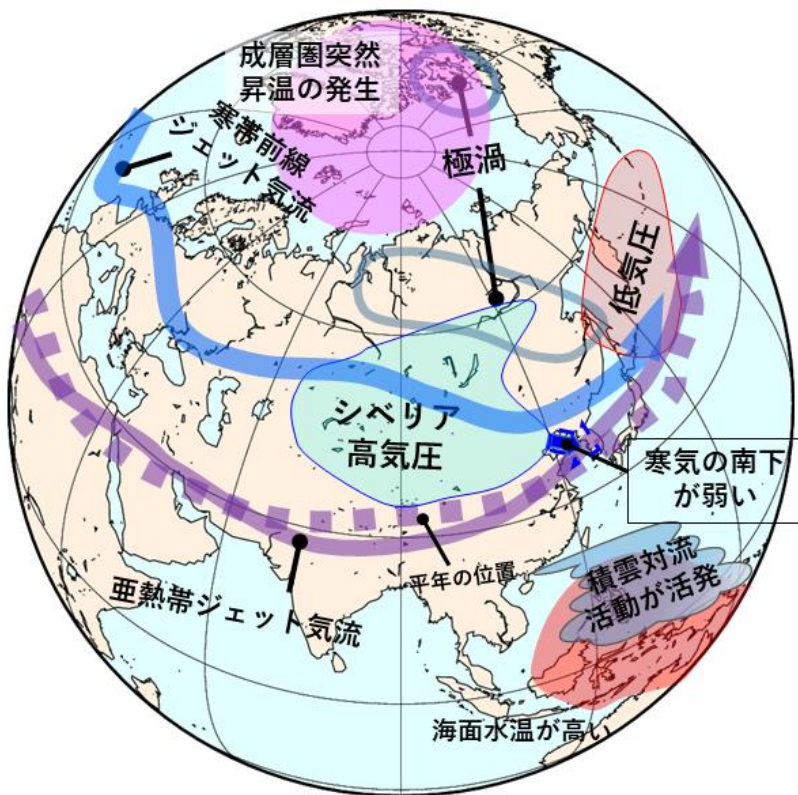 成層圏突然
昇温の発生
寒帯前線
ジェット気流
極渦
低気圧
シベリア
高気圧
寒気の南下
が弱い
平年の位置
亜熱帯ジェット気流
積雲対流
活動が活発
海面水温が高い